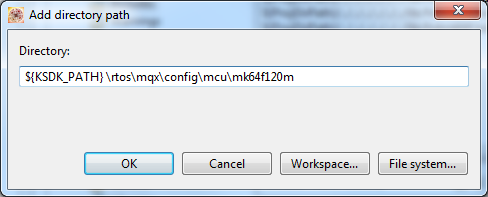 Add directory path
Directory:
${KSDK_PATH}\rtos\mqx\config\mcu\mk64f120m
OK
Cancel
Workspace...
File system...